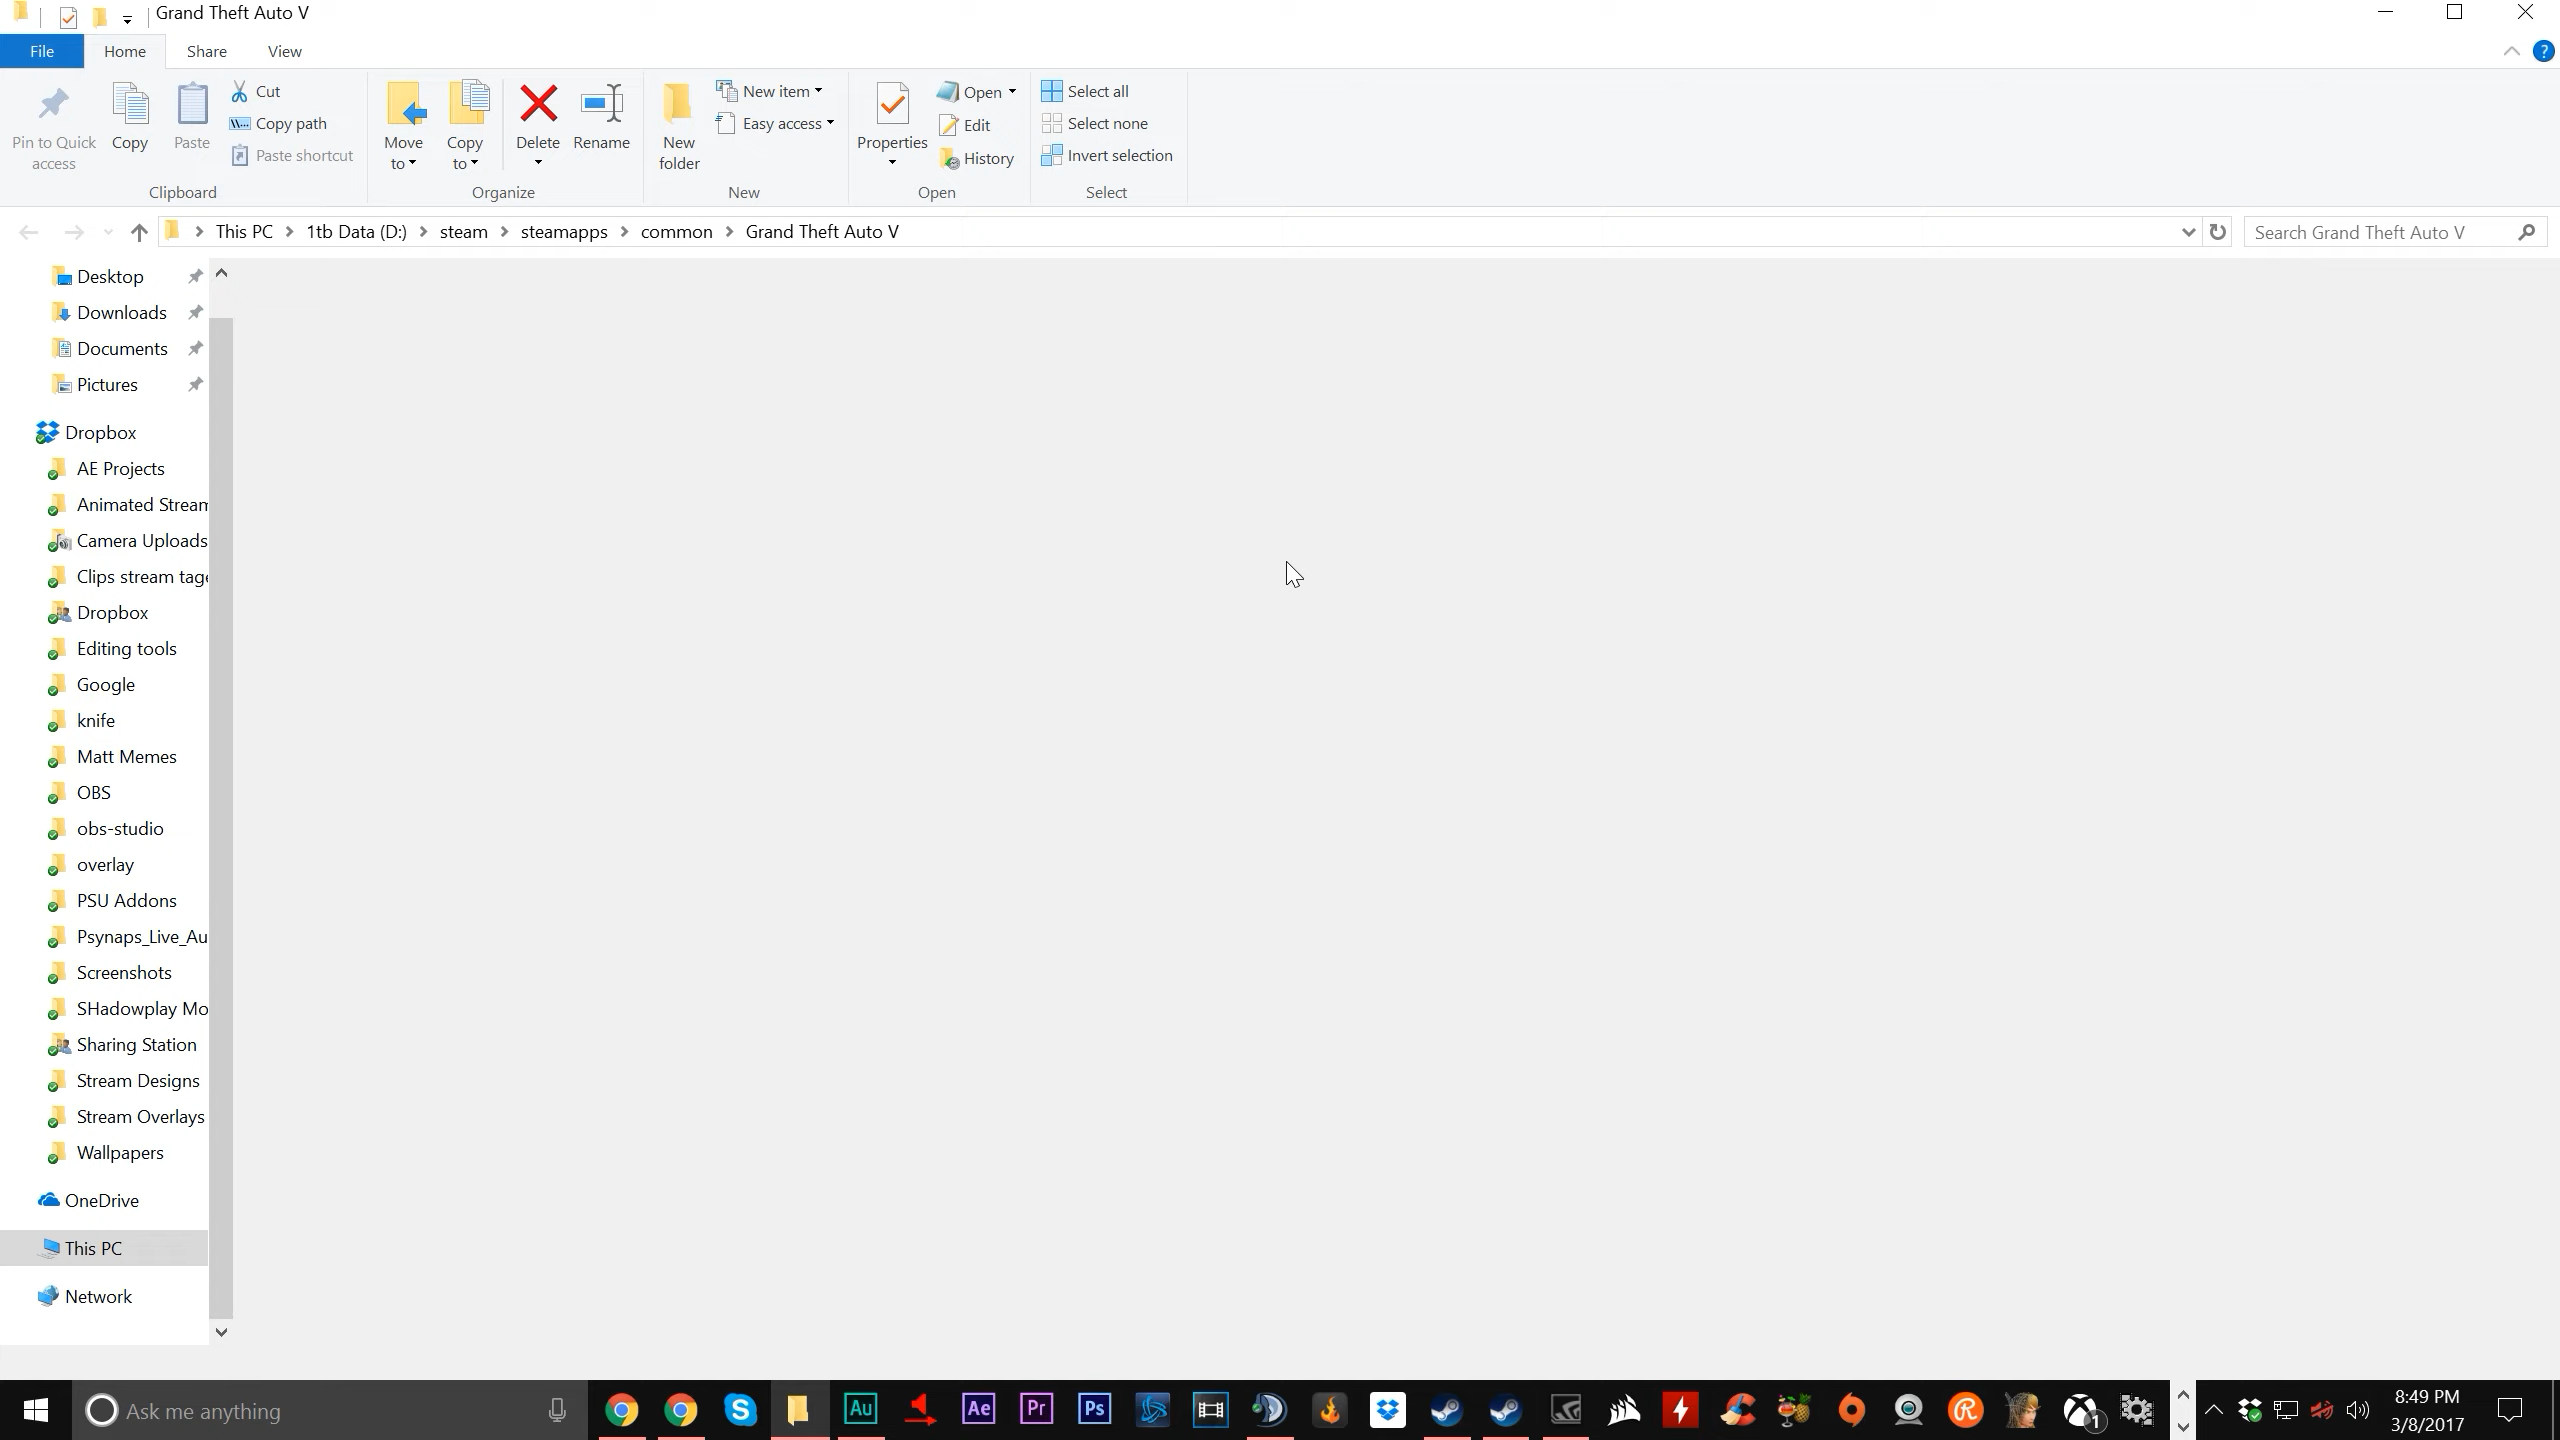 Grand Theft Auto V
File Home Share View
Pin to Quick access
Copy
Paste
Cut
Copy path
Paste shortcut
Clipboard
Move to
Copy to
Delete
Rename
Organize
New folder
New item
Easy access
New
Properties
Open
Edit
History
Open
Select all
Select none
Invert selection
Select
This PC > 1tb Data (D:) > steam > steamapps > common > Grand Theft Auto V
Search Grand Theft Auto V
Desktop
Downloads
Documents
Pictures
Dropbox
AE Projects
Animated Stream
Camera Uploads
Clips stream tage
Dropbox
Editing tools
Google
knife
Matt Memes
OBS
obs-studio
overlay
PSU Addons
Psynaps_Live_Au
Screenshots
SHadowplay Mo
Sharing Station
Stream Designs
Stream Overlays
Wallpapers
OneDrive
This PC
Network
Ask me anything
Au
Ae
Pr
Ps
1
8:49 PM
3/8/2017